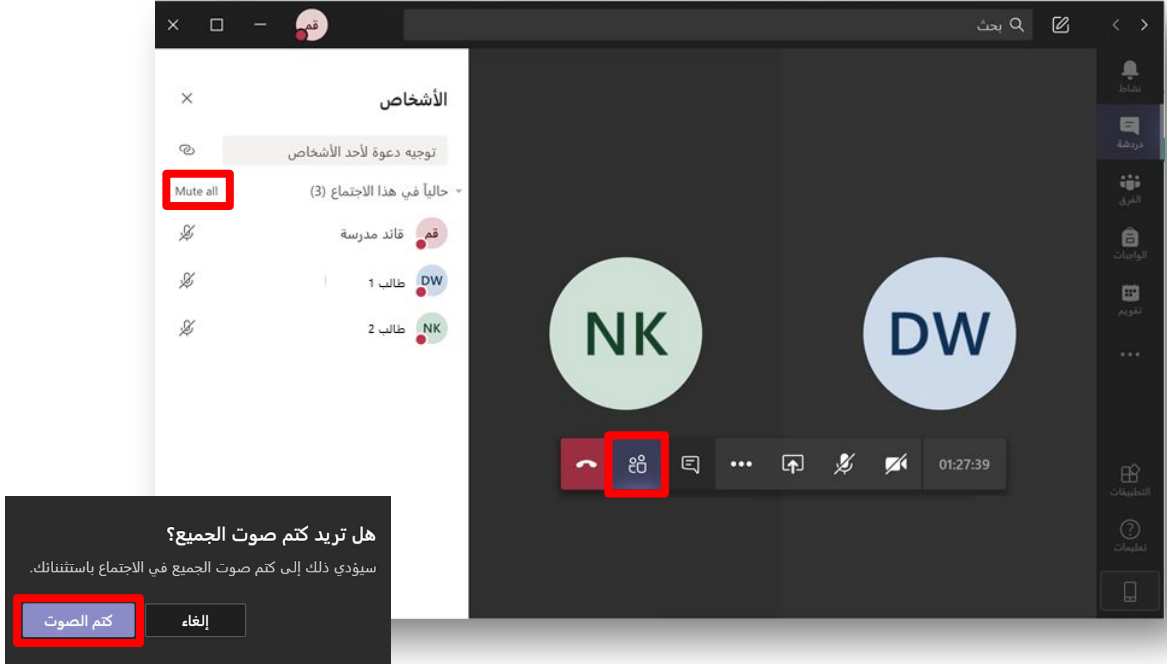 قم
بحث
نشاط
دردشة
الفرق
الواجبات
تقويم
التطبيقات
تعليمات
الأشخاص
توجيه دعوة لأحد الأشخاص
حالياً في هذا الاجتماع (3)
Mute all
قم قائد مدرسة
DW طالب 1
NK طالب 2
DW
NK
01:27:39
هل تريد كتم صوت الجميع؟
سيؤدي ذلك إلى كتم صوت الجميع في الاجتماع باستثنائك.
إلغاء
كتم الصوت